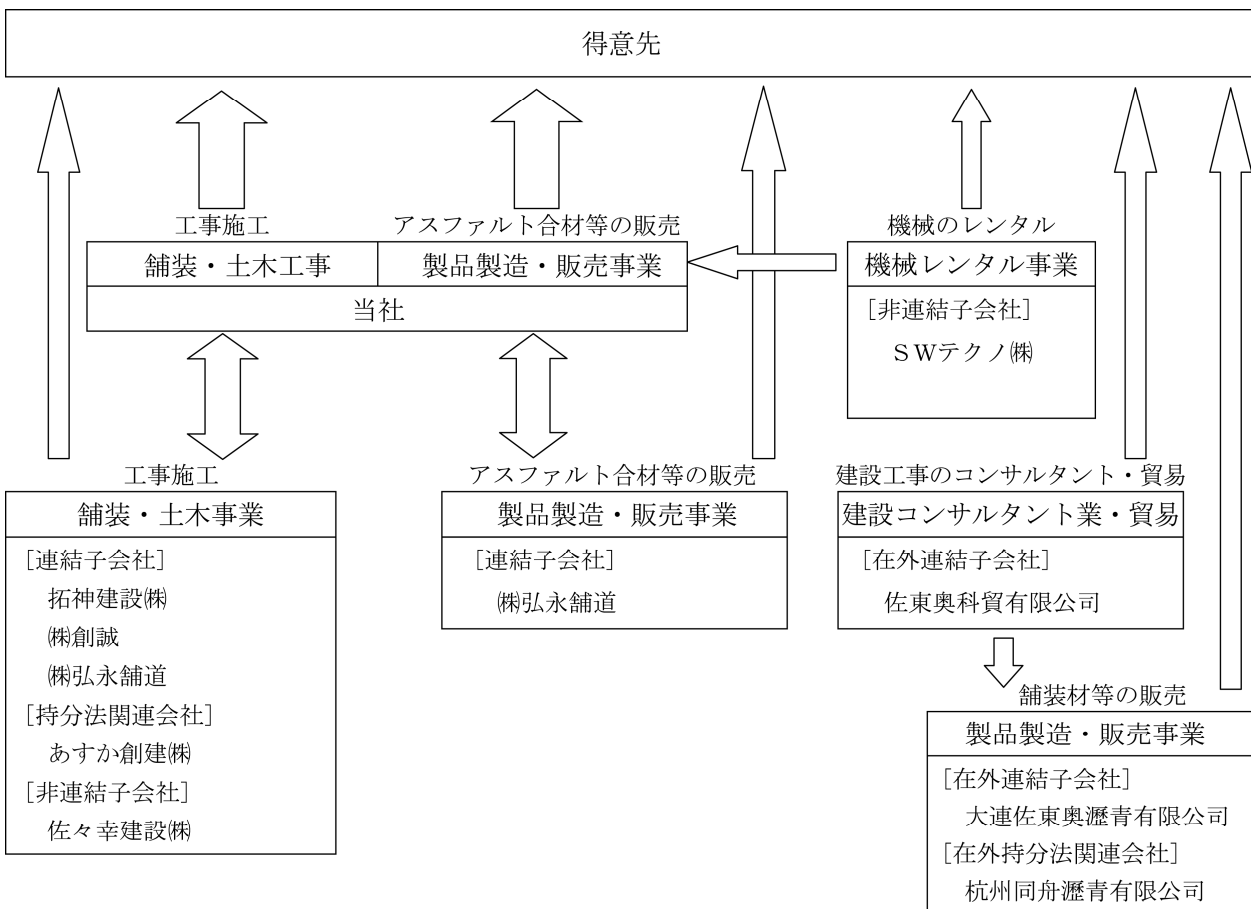 得意先
工事施工
アスファルト合材等の販売
機械のレンタル
舗装・土木工事
製品製造・販売事業
当社
機械レンタル事業
［非連結子会社］
ＳＷテクノ㈱
工事施工
舗装・土木事業
［連結子会社］
拓神建設㈱
㈱創誠
㈱弘永舗道
［持分法関連会社］
あすか創建㈱
［非連結子会社］
佐々幸建設㈱
アスファルト合材等の販売
製品製造・販売事業
［連結子会社］
㈱弘永舗道
建設工事のコンサルタント・貿易
建設コンサルタント業・貿易
［在外連結子会社］
佐東奥科貿有限公司
舗装材等の販売
製品製造・販売事業
［在外連結子会社］
大連佐東奥瀝青有限公司
［在外持分法関連会社］
杭州同舟瀝青有限公司